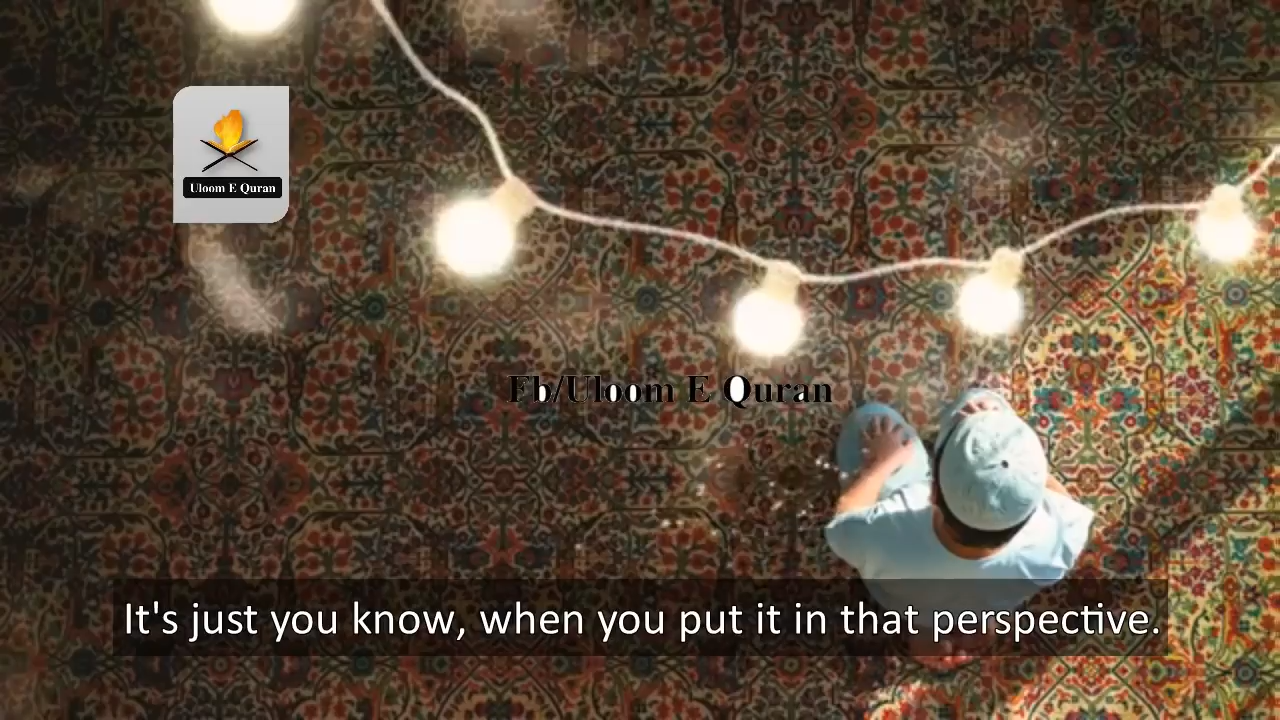 Uloom E Quran
Fb/Uloom E Quran
It's just you know, when you put it in that perspective.